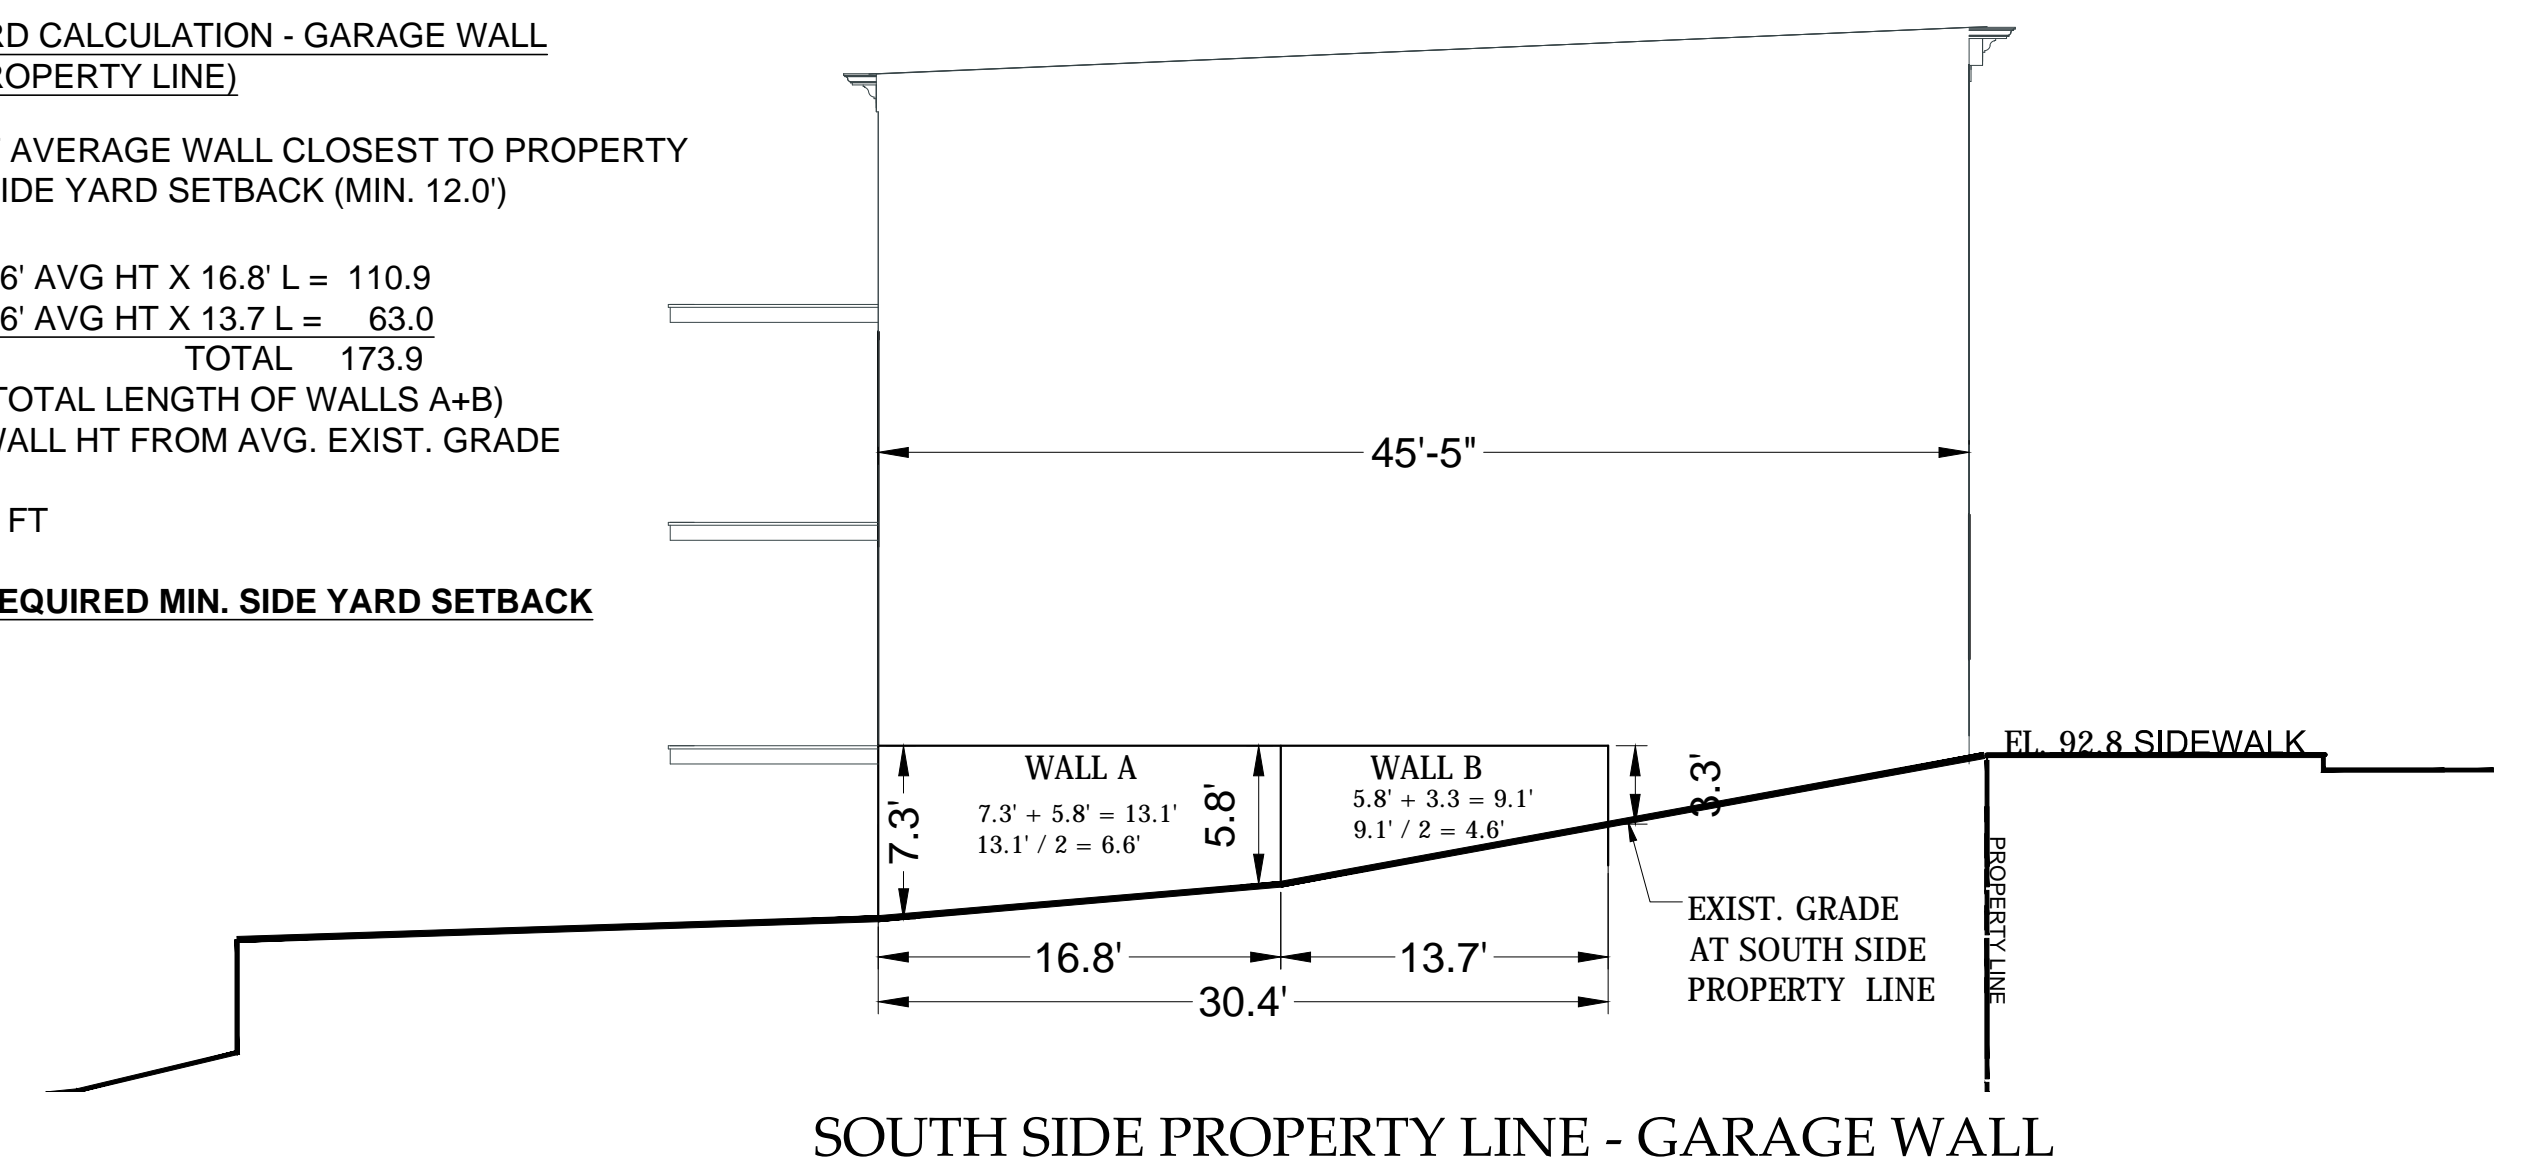 RD CALCULATION - GARAGE WALL
ROPERTY LINE)
AVERAGE WALL CLOSEST TO PROPERTY
IDE YARD SETBACK (MIN. 12.0')
6' AVG HT X 16.8' L = 110.9
6' AVG HT X 13.7 L = 63.0
TOTAL 173.9
TOTAL LENGTH OF WALLS A+B)
WALL HT FROM AVG. EXIST. GRADE
FT
EQUIRED MIN. SIDE YARD SETBACK
45'-5"
EL. 92.8 SIDEWALK
WALL A
7.3' + 5.8' = 13.1'
13.1' / 2 = 6.6'
7.3'
5.8'
WALL B
5.8' + 3.3 = 9.1'
9.1' / 2 = 4.6'
3.3'
PROPERTY LINE
EXIST. GRADE
AT SOUTH SIDE
PROPERTY LINE
16.8'
13.7'
30.4'
SOUTH SIDE PROPERTY LINE - GARAGE WALL